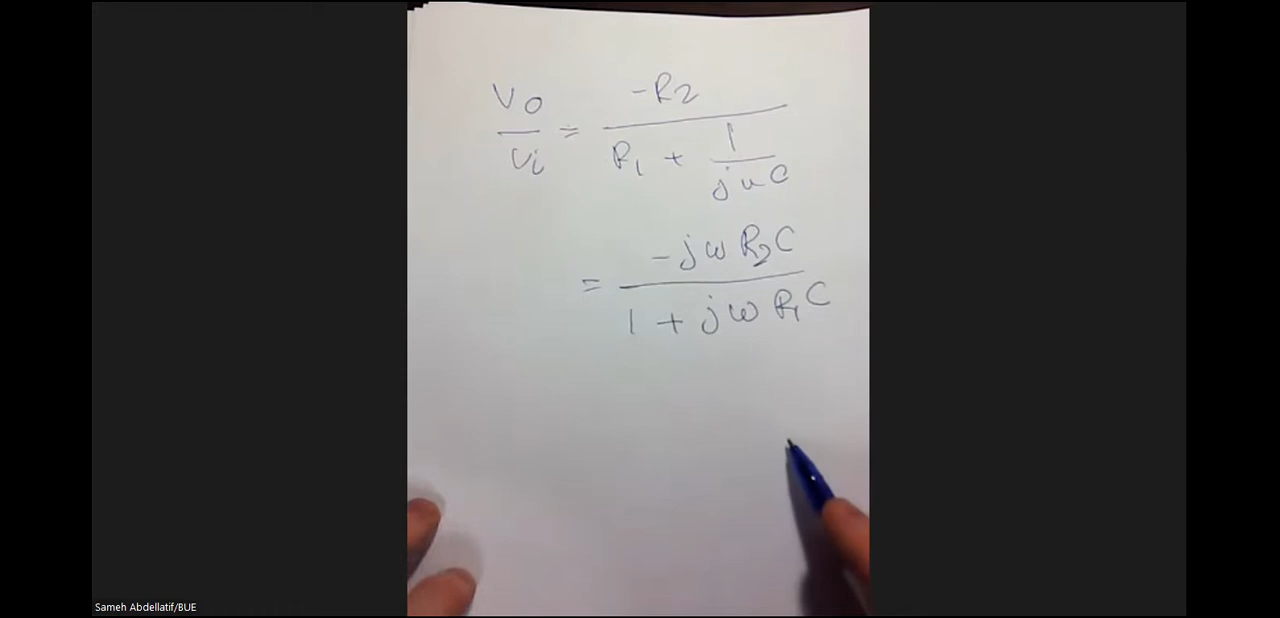 Vo/Vi = -R2/(R1 + 1/(jωC))
= -jωR2C/(1 + jωR1C)
Sameh Abdellatif/BUE